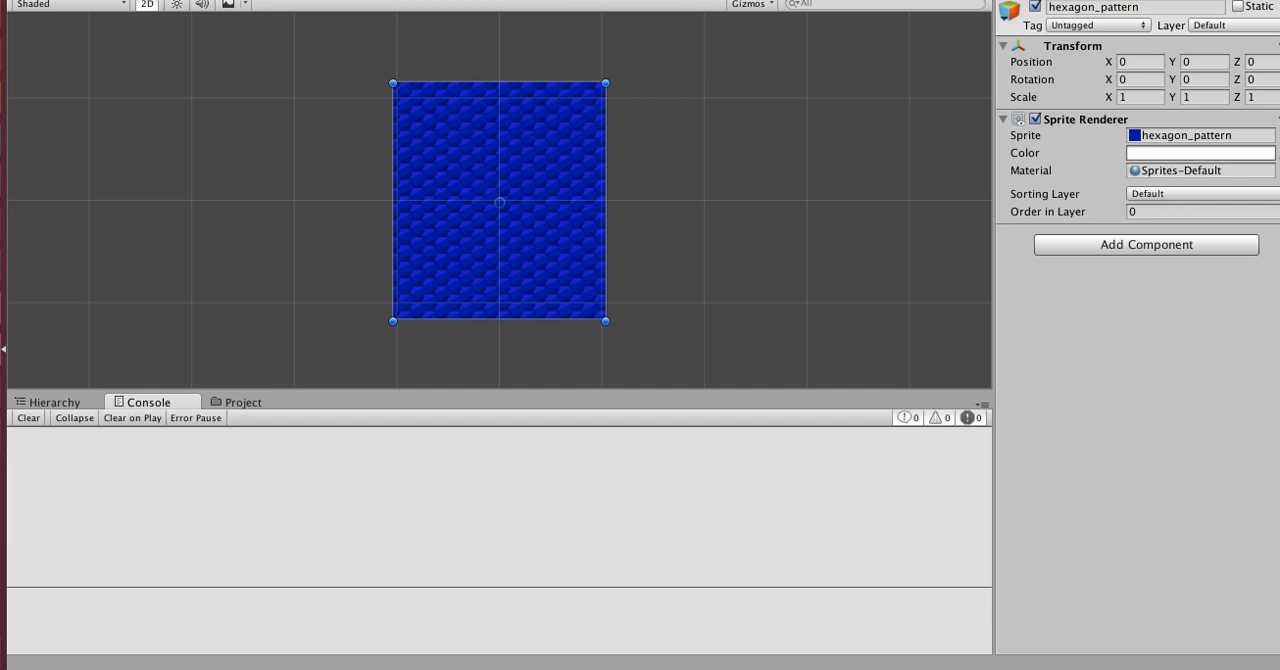 Shaded 2D Gizmos All
hexagon_pattern Static
Tag Untagged Layer Default
Transform
Position X 0 Y 0 Z 0
Rotation X 0 Y 0 Z 0
Scale X 1 Y 1 Z 1
Sprite Renderer
Sprite hexagon_pattern
Color
Material Sprites-Default
Sorting Layer Default
Order in Layer 0
Add Component
Hierarchy Console Project
Clear Collapse Clear on Play Error Pause 0 0 0